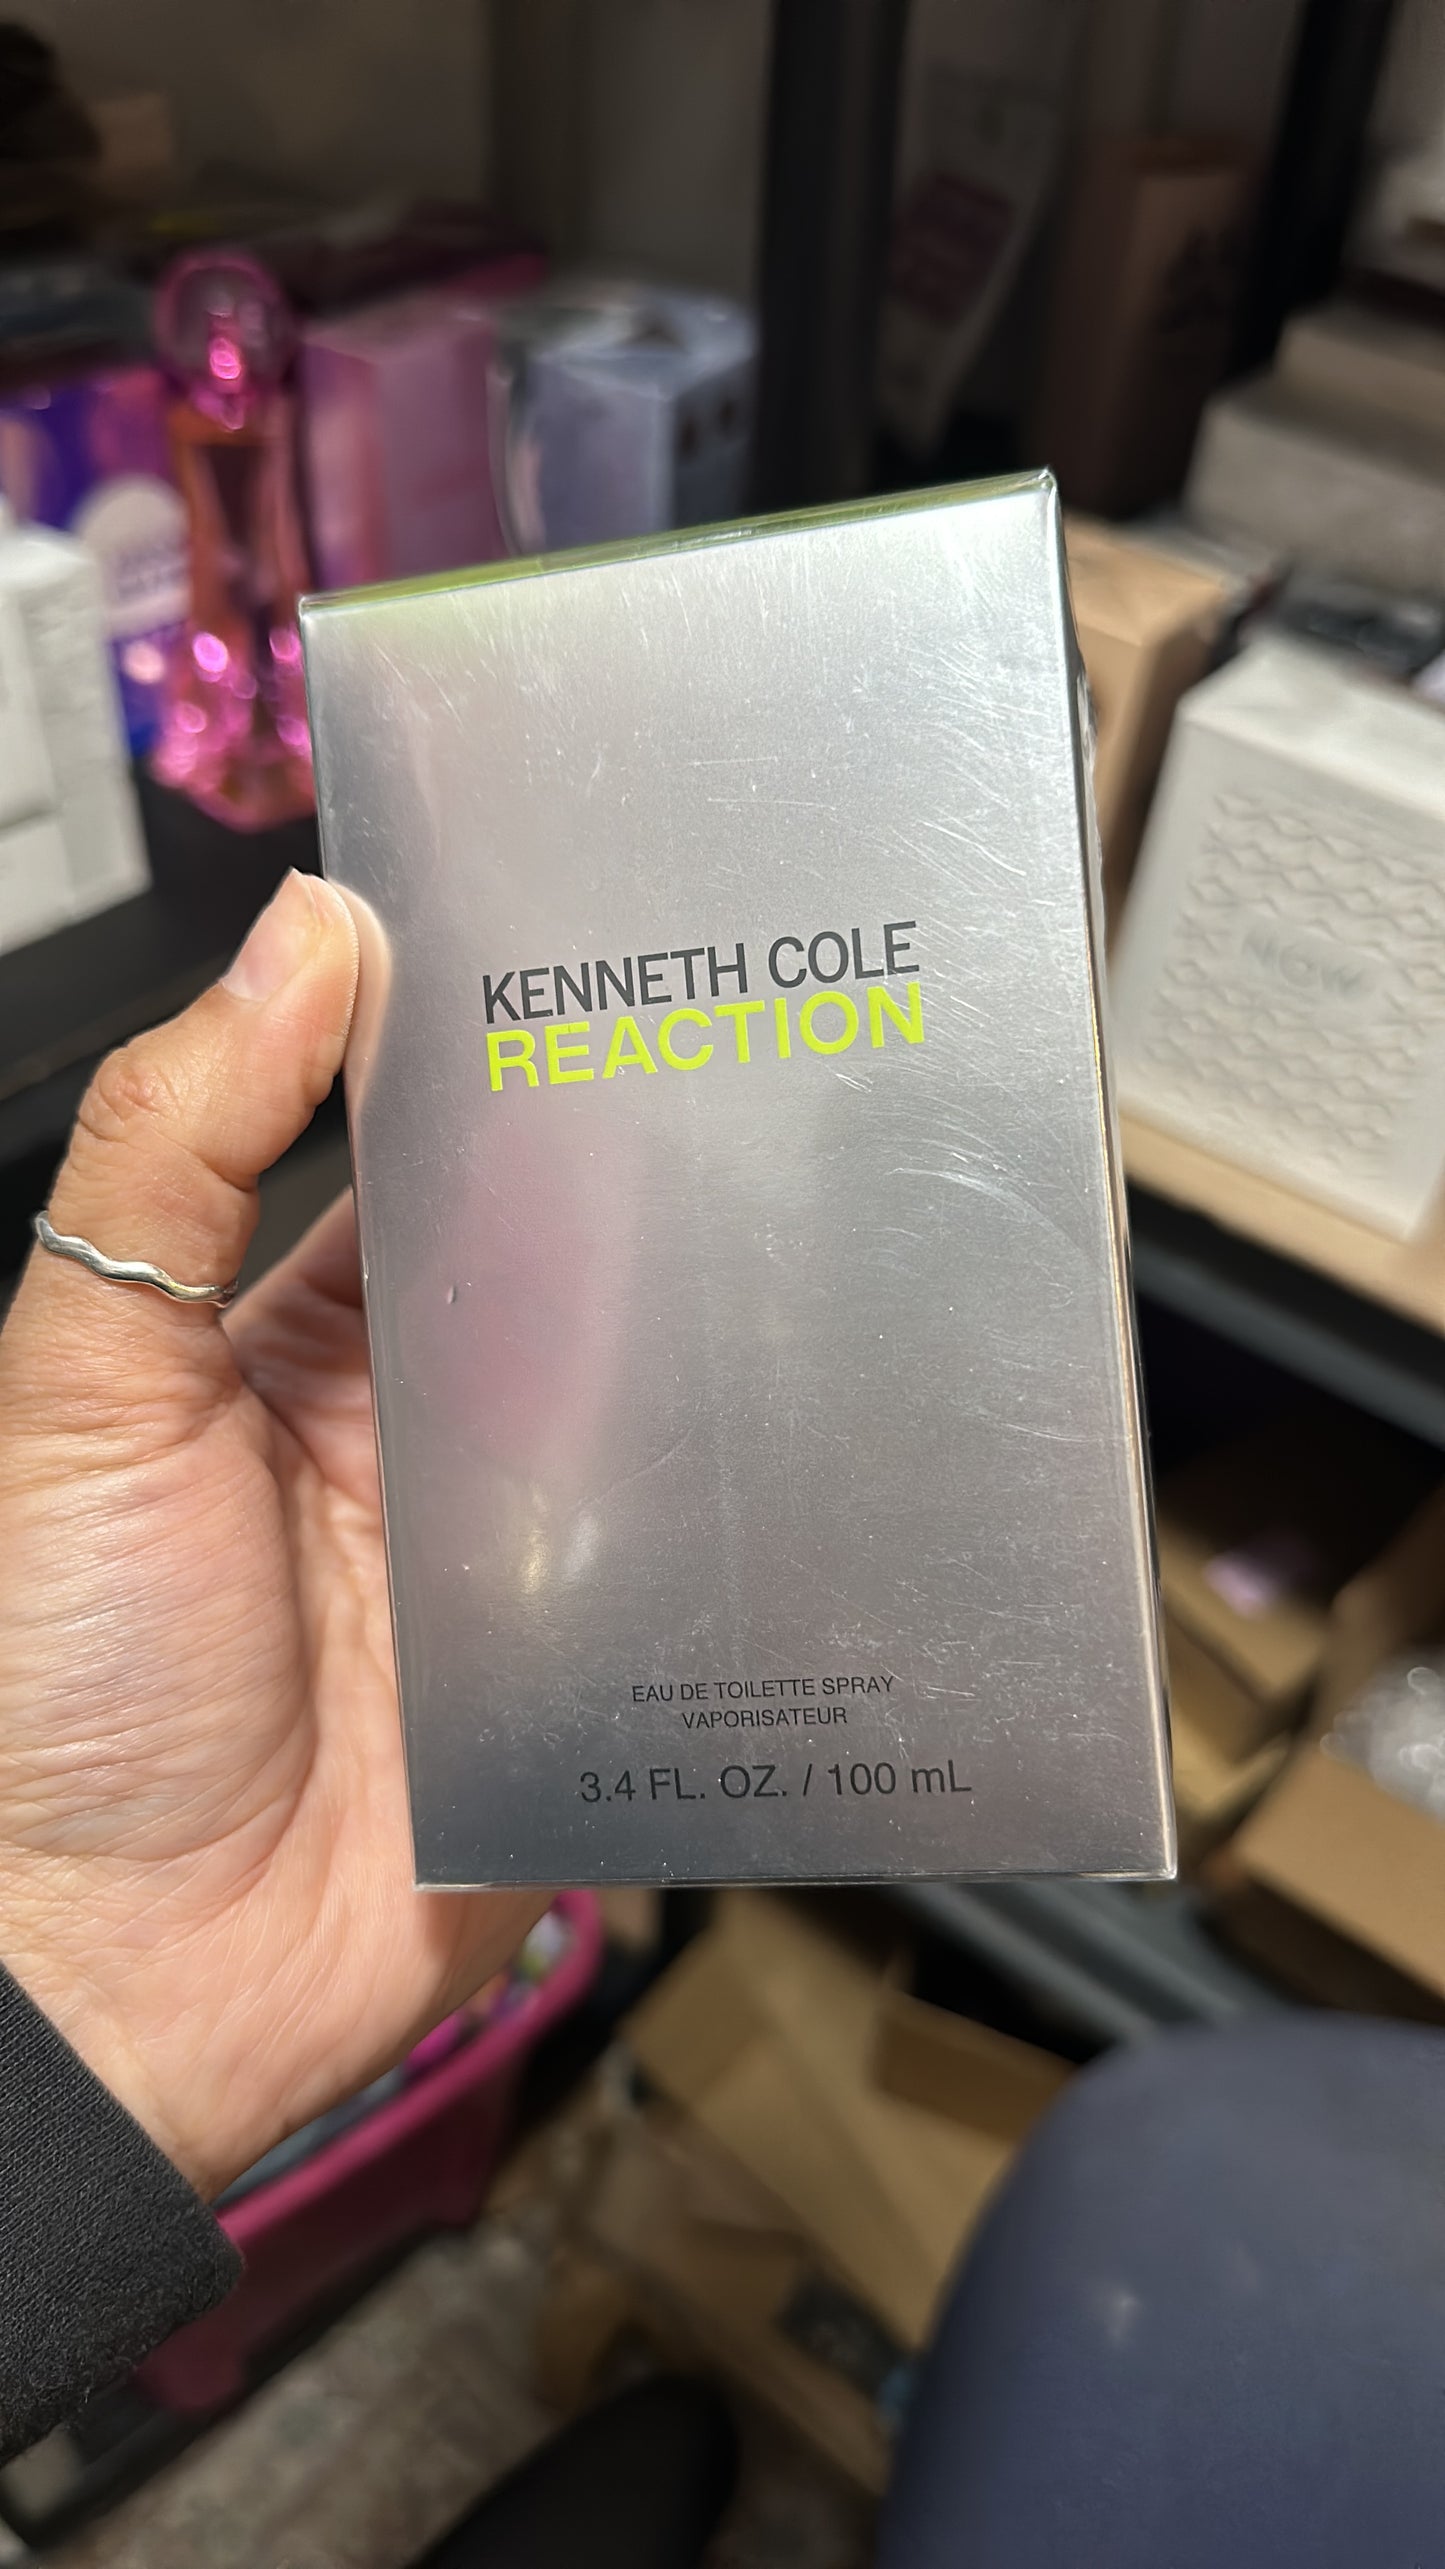 KENNETH COLE
REACTION
EAU DE TOILETTE SPRAY
VAPORISATEUR
3.4 FL. OZ. / 100 mL